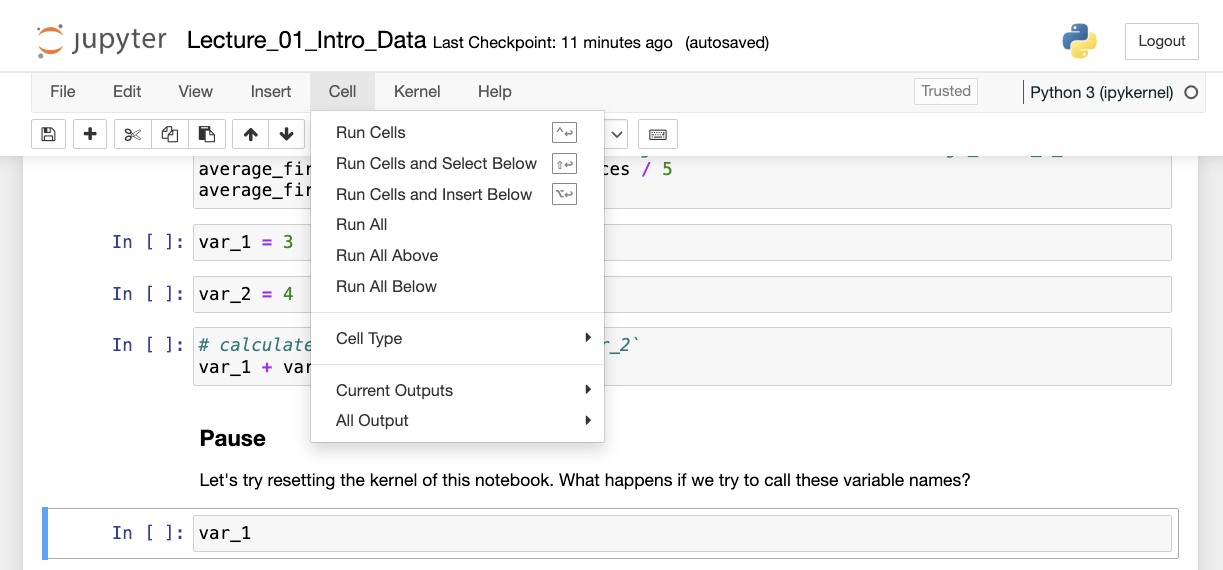 jupyter Lecture_01_Intro_Data Last Checkpoint: 11 minutes ago (autosaved) Logout
File Edit View Insert Cell Kernel Help Trusted Python 3 (ipykernel)
Run Cells
Run Cells and Select Below
Run Cells and Insert Below
Run All
Run All Above
Run All Below
Cell Type
Current Outputs
All Output
average_fir ces / 5
average_fir
In [ ]: var_1 = 3
In [ ]: var_2 = 4
In [ ]: # calculate r_2`
var_1 + var
Pause
Let's try resetting the kernel of this notebook. What happens if we try to call these variable names?
In [ ]: var_1